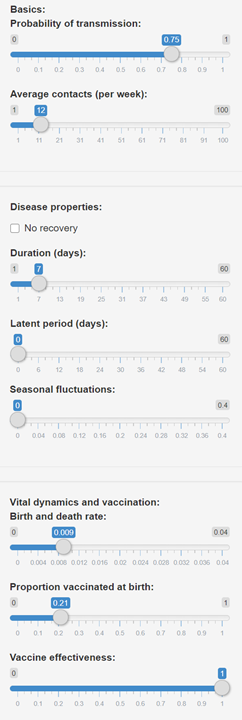 Basics:
Probability of transmission:
0 0.75 1
0 0.1 0.2 0.3 0.4 0.5 0.6 0.7 0.8 0.9 1
Average contacts (per week):
1 12 100
1 11 21 31 41 51 61 71 81 91 100
Disease properties:
No recovery
Duration (days):
1 7 60
1 7 13 19 25 31 37 43 49 55 60
Latent period (days):
0 60
0 6 12 18 24 30 36 42 48 54 60
Seasonal fluctuations:
0 0.4
0 0.04 0.08 0.12 0.16 0.2 0.24 0.28 0.32 0.36 0.4
Vital dynamics and vaccination:
Birth and death rate:
0 0.009 0.04
0 0.004 0.008 0.012 0.016 0.02 0.024 0.028 0.032 0.036 0.04
Proportion vaccinated at birth:
0 0.21 1
0 0.1 0.2 0.3 0.4 0.5 0.6 0.7 0.8 0.9 1
Vaccine effectiveness:
0 1
0 0.1 0.2 0.3 0.4 0.5 0.6 0.7 0.8 0.9 1